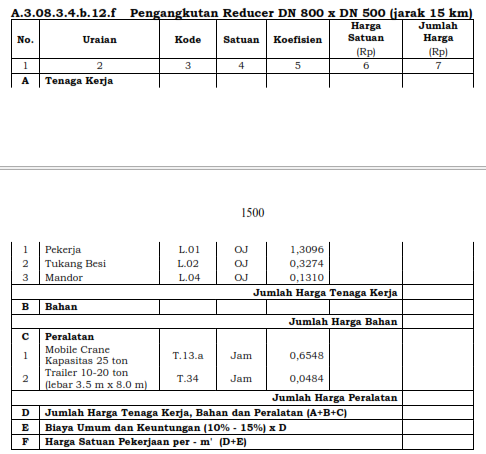 A.3.08.3.4.b.12.f Pengangkutan Reducer DN 800 x DN 500 (jarak 15 km)
No. Uraian Kode Satuan Koefisien Harga Satuan (Rp) Jumlah Harga (Rp)
1 2 3 4 5 6 7
A Tenaga Kerja
1500
1 Pekerja L.01 OJ 1,3096
2 Tukang Besi L.02 OJ 0,3274
3 Mandor L.04 OJ 0,1310
Jumlah Harga Tenaga Kerja
B Bahan
Jumlah Harga Bahan
C Peralatan
1 Mobile Crane Kapasitas 25 ton T.13.a Jam 0,6548
2 Trailer 10-20 ton (lebar 3.5 m x 8.0 m) T.34 Jam 0,0484
Jumlah Harga Peralatan
D Jumlah Harga Tenaga Kerja, Bahan dan Peralatan (A+B+C)
E Biaya Umum dan Keuntungan (10% - 15%) x D
F Harga Satuan Pekerjaan per - m' (D+E)